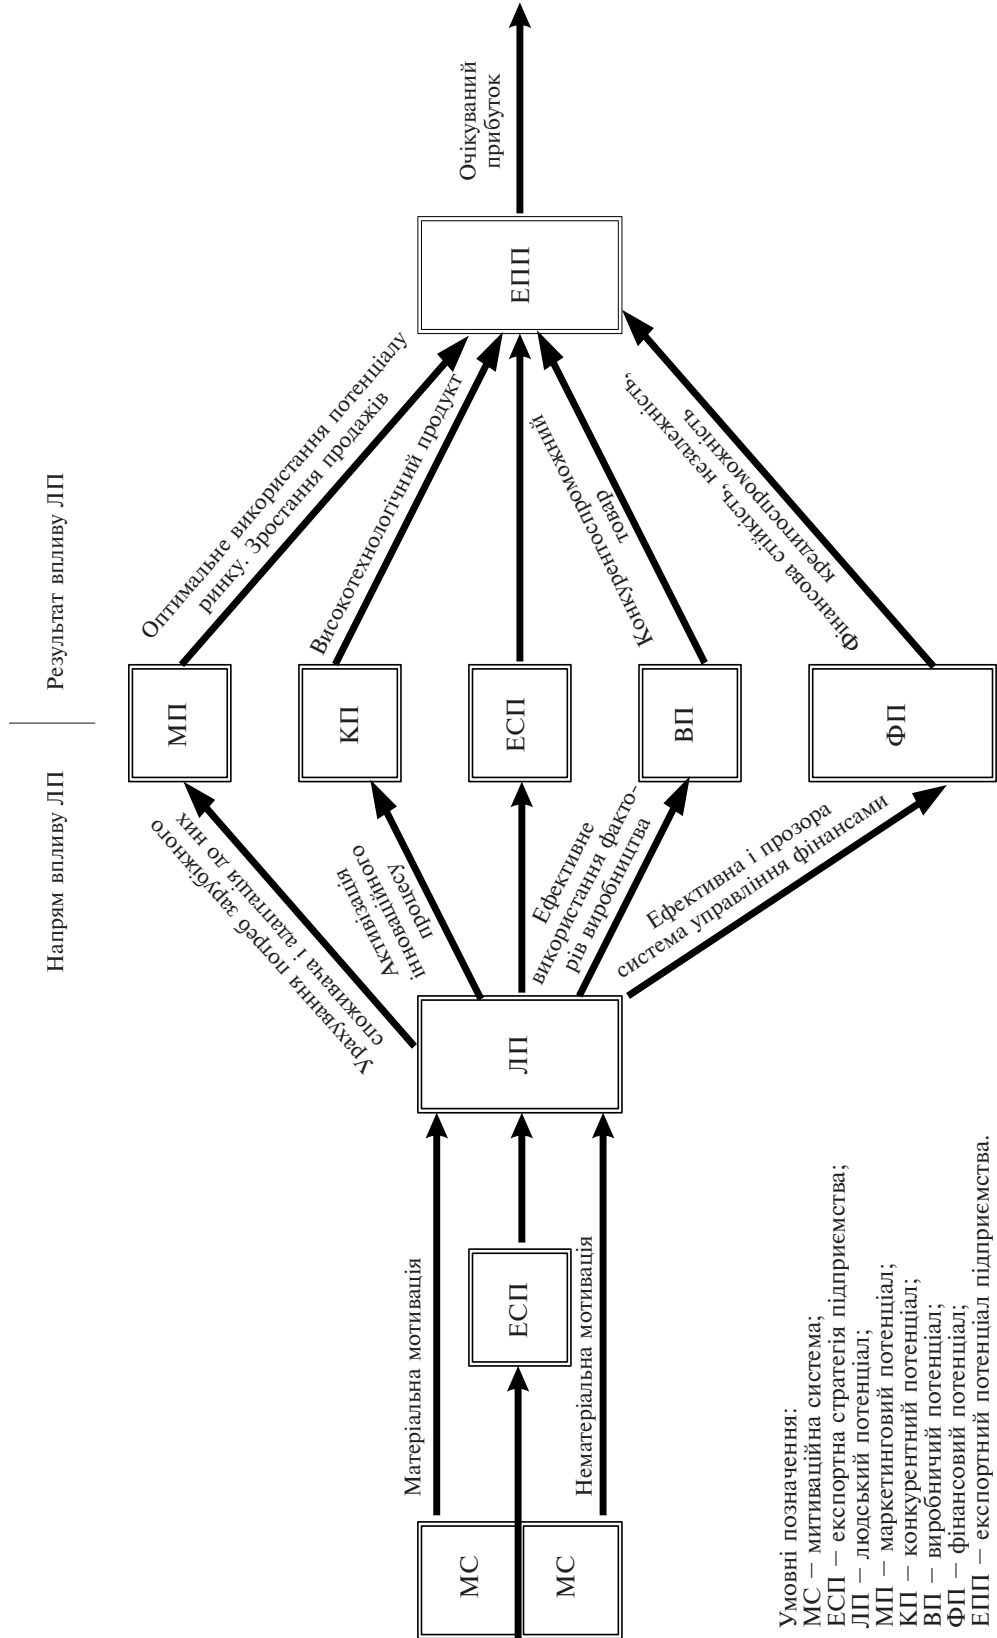 Напрям впливу ЛП
Результат впливу ЛП
МС
МС
Матеріальна мотивація
Нематеріальна мотивація
ЕСП
ЛП
Урахування потреб зарубіжного
споживача і адаптація до них
Активізація
інноваційного
процесу
Ефективне
використання факто-
рів виробництва
Ефективна і прозора
система управління фінансами
МП
КП
ЕСП
ВП
ФП
Оптимальне використання потенціалу
ринку. Зростання продажів
Високотехнологічний продукт
Конкурентоспроможний
товар
Фінансова стійкість, незалежність,
кредитоспроможність
ЕПП
Очікуваний
прибуток
Умовні позначення:
МС – митиваційна система;
ЕСП – експортна стратегія підприємства;
ЛП – людський потенціал;
МП – маркетинговий потенціал;
КП – конкурентний потенціал;
ВП – виробничий потенціал;
ФП – фінансовий потенціал;
ЕПП – експортний потенціал підприємства.